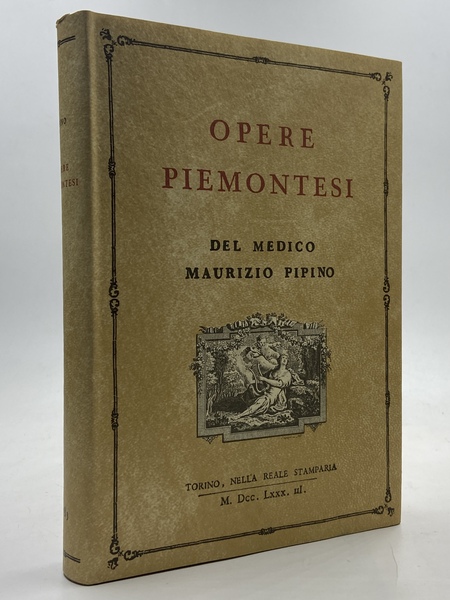 OPERE
PIEMONTESI
DEL MEDICO
MAURIZIO PIPINO
TORINO, NELLA REALE STAMPARIA
M. Dcc. Lxxx. III.